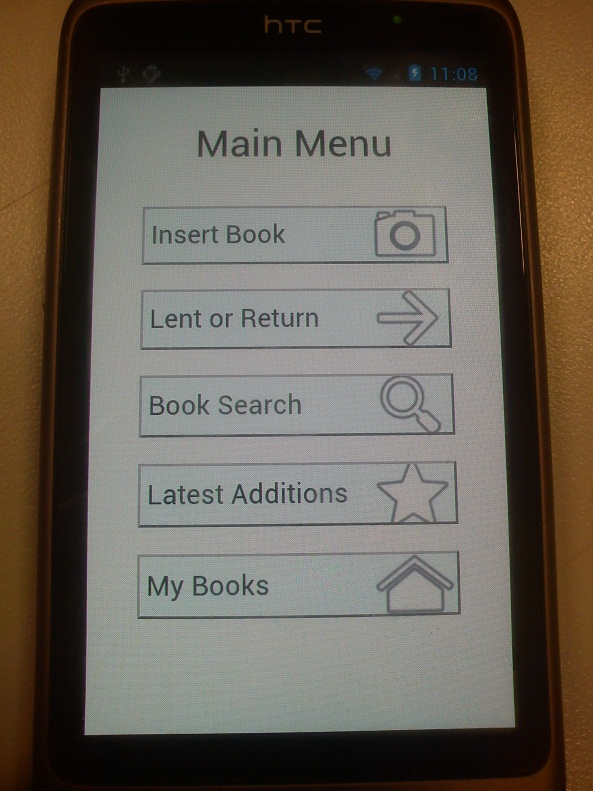 hTC
11:08
Main Menu
Insert Book
Lent or Return
Book Search
Latest Additions
My Books